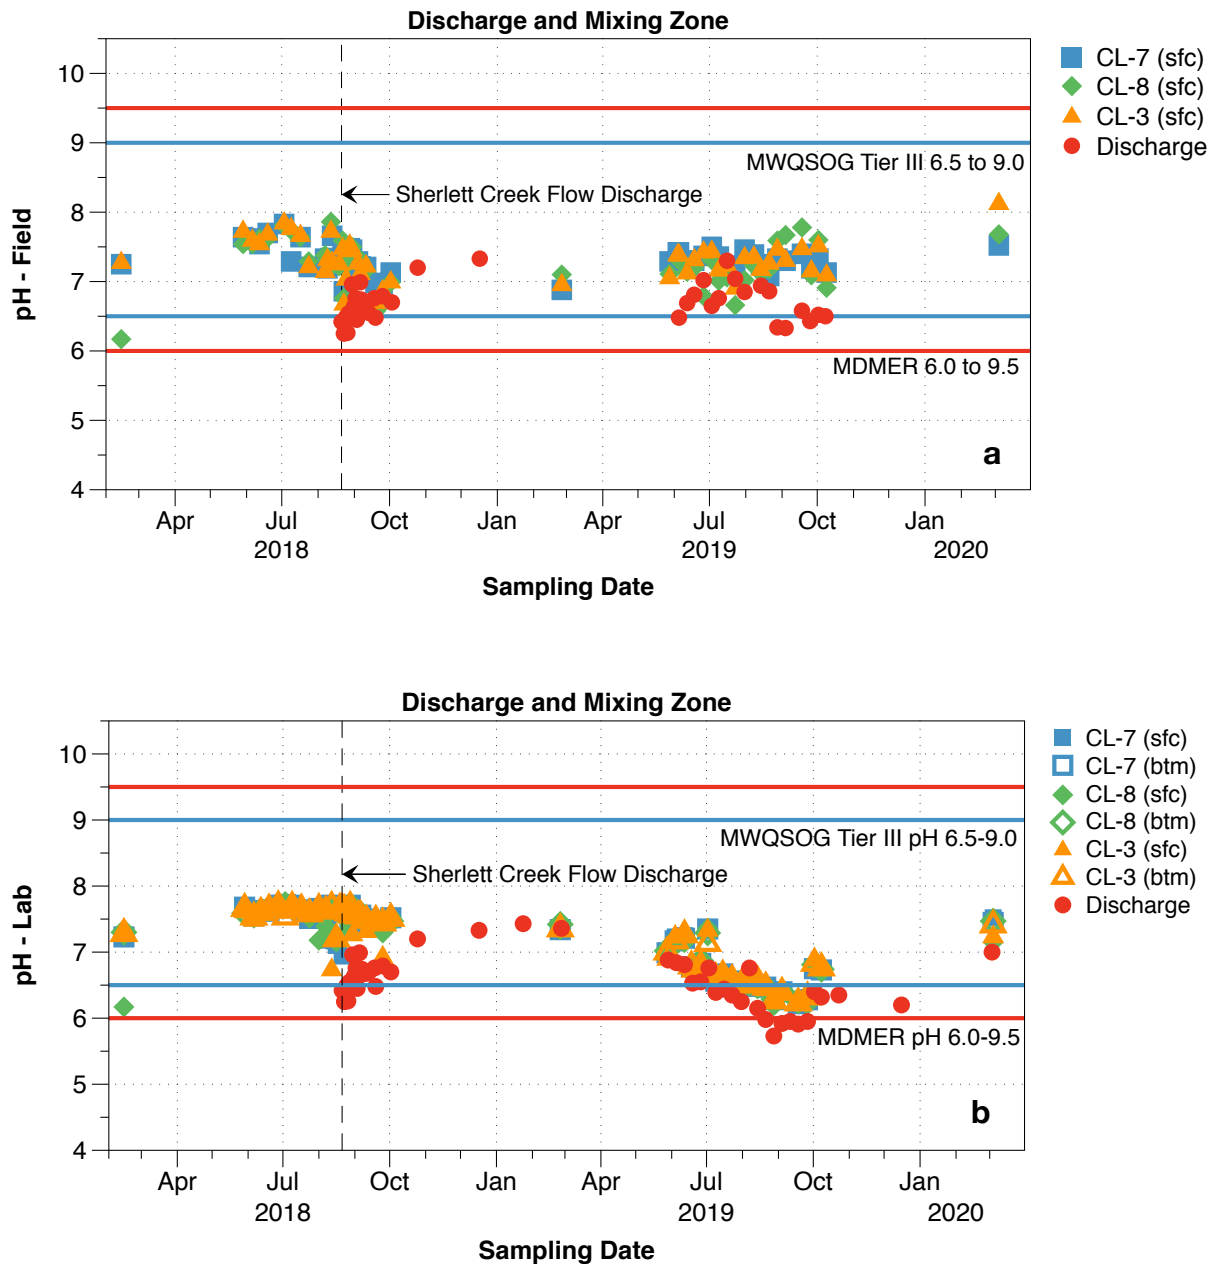 Discharge and Mixing Zone
10
9
8
7
6
5
4
pH - Field
MWQSOG Tier III 6.5 to 9.0
Sherlett Creek Flow Discharge
MDMER 6.0 to 9.5
a
Apr Jul Oct Jan Apr Jul Oct Jan
2018 2019 2020
Sampling Date
CL-7 (sfc)
CL-8 (sfc)
CL-3 (sfc)
Discharge
Discharge and Mixing Zone
10
9
8
7
6
5
4
pH - Lab
MWQSOG Tier III pH 6.5-9.0
Sherlett Creek Flow Discharge
MDMER pH 6.0-9.5
b
Apr Jul Oct Jan Apr Jul Oct Jan
2018 2019 2020
Sampling Date
CL-7 (sfc)
CL-7 (btm)
CL-8 (sfc)
CL-8 (btm)
CL-3 (sfc)
CL-3 (btm)
Discharge